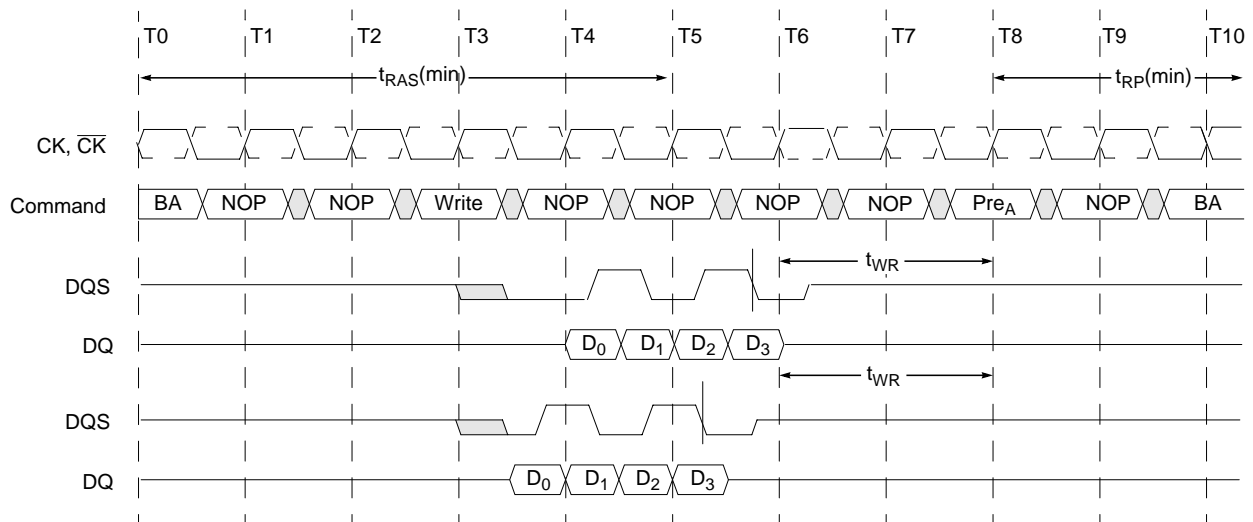 T0 T1 T2 T3 T4 T5 T6 T7 T8 T9 T10
tRAS(min) tRP(min)
CK, C̅K̅
Command BA NOP NOP Write NOP NOP NOP NOP PreA NOP BA
tWR
DQS
DQ D0 D1 D2 D3
tWR
DQS
DQ D0 D1 D2 D3